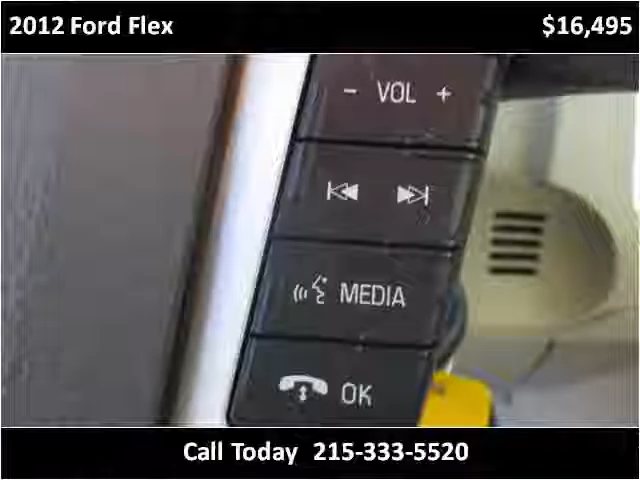 2012 Ford Flex $16,495
- VOL +
MEDIA
OK
Call Today 215-333-5520